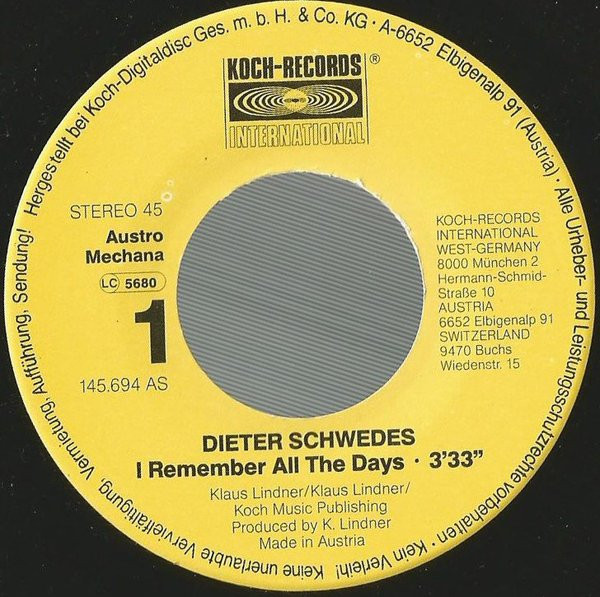 Hergestellt bei Koch-Digitaldisc Ges. m. b. H. & Co. KG · A-6652 Elbigenalp 91 (Austria) · Alle Urheber- und Leistungsschutzrechte vorbehalten · Kein Verleih! Keine unerlaubte Vervielfältigung, Vermietung, Aufführung, Sendung!
KOCH-RECORDS®
INTERNATIONAL
STEREO 45
Austro
Mechana
LC 5680
1
145.694 AS
KOCH-RECORDS
INTERNATIONAL
WEST-GERMANY
8000 München 2
Hermann-Schmid-
Straße 10
AUSTRIA
6652 Elbigenalp 91
SWITZERLAND
9470 Buchs
Wiedenstr. 15
DIETER SCHWEDES
I Remember All The Days · 3'33"
Klaus Lindner/Klaus Lindner/
Koch Music Publishing
Produced by K. Lindner
Made in Austria